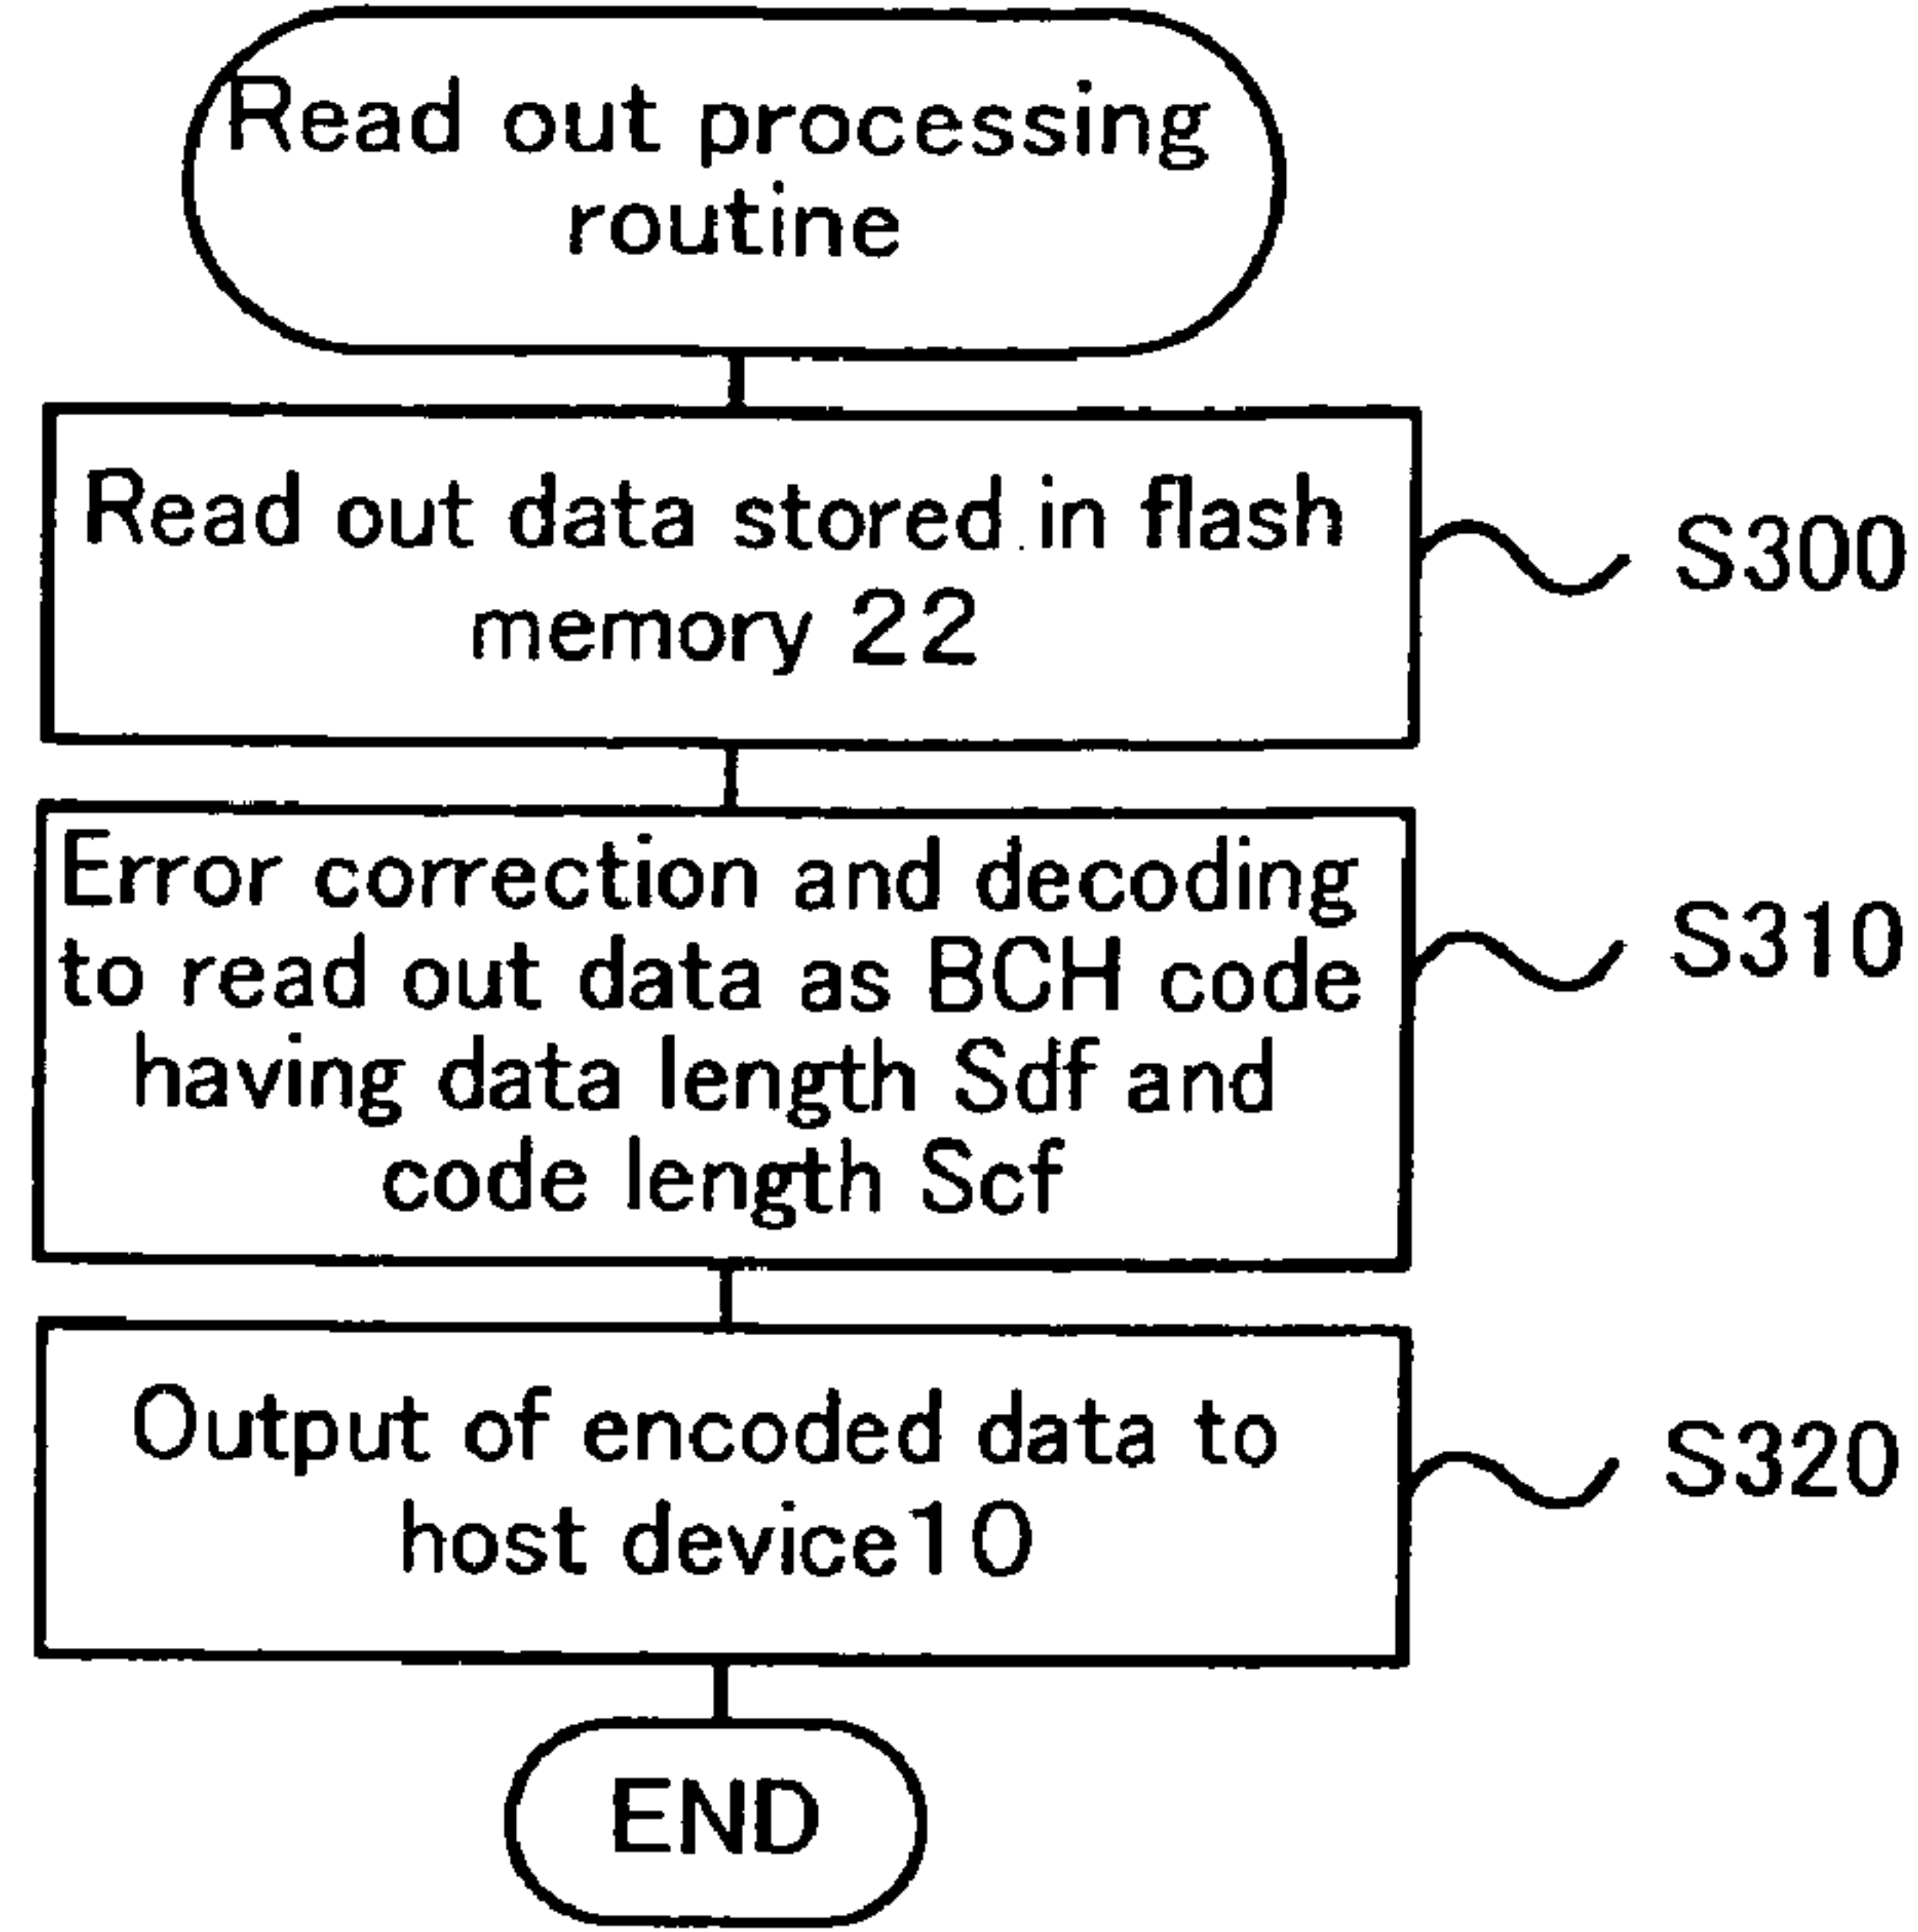 Read out processing
routine
Read out data stored in flash
memory 22
S300
Error correction and decoding
to read out data as BCH code
having data length Sdf and
code length Scf
S310
Output of encoded data to
host device10
S320
END